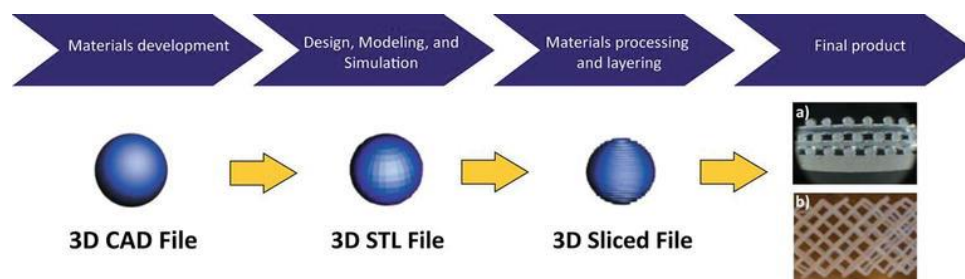 Materials development
Design, Modeling, and
Simulation
Materials processing
and layering
Final product
a)
b)
3D CAD File
3D STL File
3D Sliced File